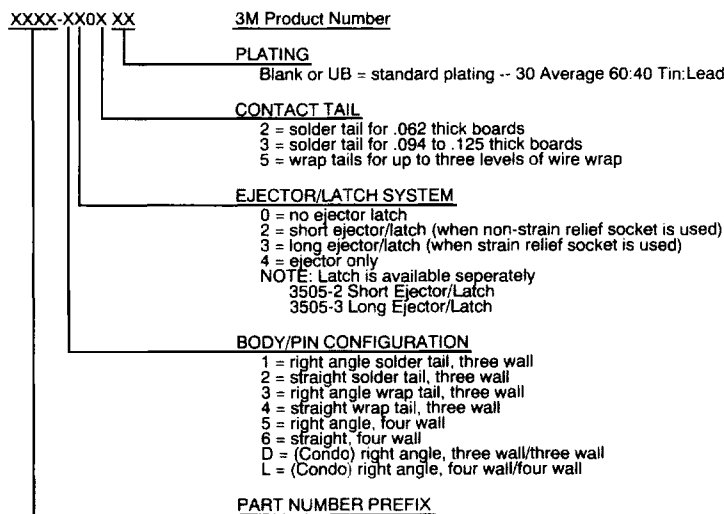 XXXX-XX0X XX 3M Product Number
PLATING
Blank or UB = standard plating -- 30 Average 60:40 Tin:Lead
CONTACT TAIL
2 = solder tail for .062 thick boards
3 = solder tail for .094 to .125 thick boards
5 = wrap tails for up to three levels of wire wrap
EJECTOR/LATCH SYSTEM
0 = no ejector latch
2 = short ejector/latch (when non-strain relief socket is used)
3 = long ejector/latch (when strain relief socket is used)
4 = ejector only
NOTE: Latch is available seperately
3505-2 Short Ejector/Latch
3505-3 Long Ejector/Latch
BODY/PIN CONFIGURATION
1 = right angle solder tail, three wall
2 = straight solder tail, three wall
3 = right angle wrap tail, three wall
4 = straight wrap tail, three wall
5 = right angle, four wall
6 = straight, four wall
D = (Condo) right angle, three wall/three wall
L = (Condo) right angle, four wall/four wall
PART NUMBER PREFIX